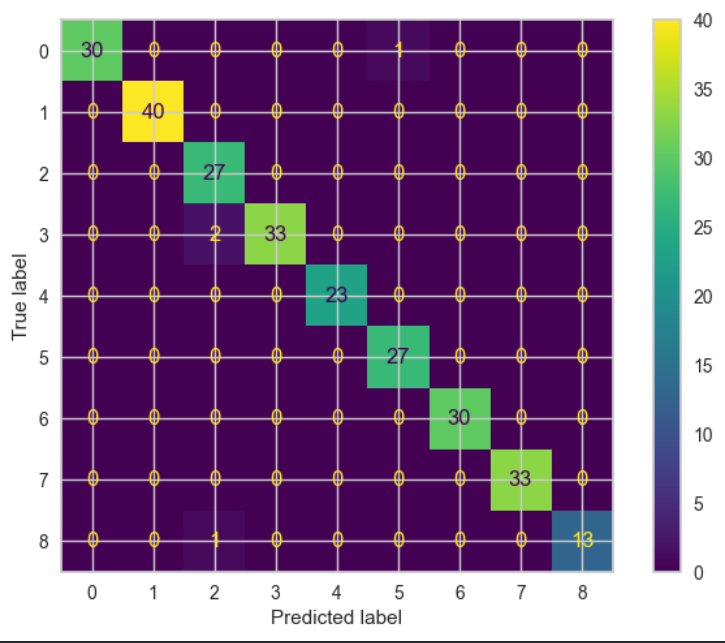 0 30 0 0 0 0 1 0 0 0
1 0 40 0 0 0 0 0 0 0
2 0 0 27 0 0 0 0 0 0
3 0 0 2 33 0 0 0 0 0
4 0 0 0 0 23 0 0 0 0
5 0 0 0 0 0 27 0 0 0
6 0 0 0 0 0 0 30 0 0
7 0 0 0 0 0 0 0 33 0
8 0 0 1 0 0 0 0 0 13
True label
0 1 2 3 4 5 6 7 8
Predicted label
40
35
30
25
20
15
10
5
0